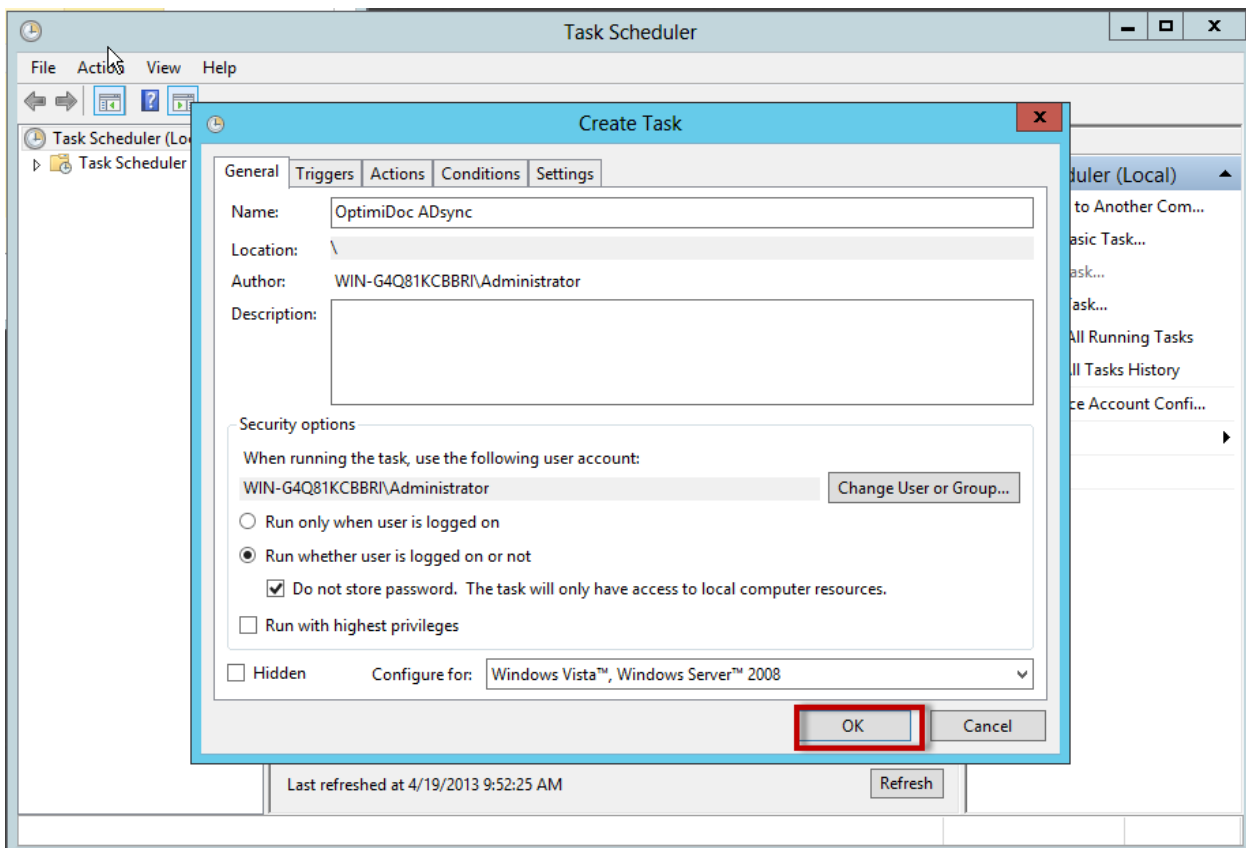 Task Scheduler
File Action View Help
Task Scheduler (Lo
Task Scheduler
Create Task
General Triggers Actions Conditions Settings
Name: OptimiDoc ADsync
Location: \
Author: WIN-G4Q81KCBBRI\Administrator
Description:
Security options
When running the task, use the following user account:
WIN-G4Q81KCBBRI\Administrator Change User or Group...
Run only when user is logged on
Run whether user is logged on or not
Do not store password. The task will only have access to local computer resources.
Run with highest privileges
Hidden Configure for: Windows Vista™, Windows Server™ 2008
OK Cancel
Last refreshed at 4/19/2013 9:52:25 AM Refresh
duler (Local)
to Another Com...
asic Task...
ask...
Task...
All Running Tasks
ll Tasks History
ce Account Confi...